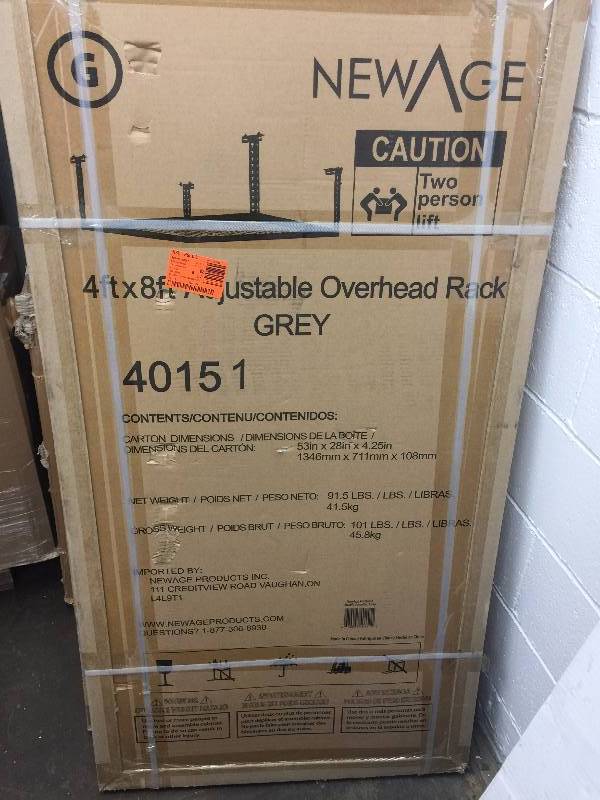 G
NEWAGE
CAUTION
Two
person
lift
4ftx8ft Adjustable Overhead Rack
GREY
40151
CONTENTS/CONTENU/CONTENIDOS:
CARTON DIMENSIONS / DIMENSIONS DE LA BOÎTE /
DIMENSIONS DEL CARTÓN: 53in x 28in x 4.25in
1346mm x 711mm x 108mm
NET WEIGHT / POIDS NET / PESO NETO: 91.5 LBS. / LBS. / LIBRAS
41.5kg
GROSS WEIGHT / POIDS BRUT / PESO BRUTO: 101 LBS. / LBS. / LIBRAS.
45.8kg
IMPORTED BY:
NEWAGE PRODUCTS INC.
111 CREDITVIEW ROAD VAUGHAN,ON
L4L9T1
WWW.NEWAGEPRODUCTS.COM
QUESTIONS? 1-877-306-8930